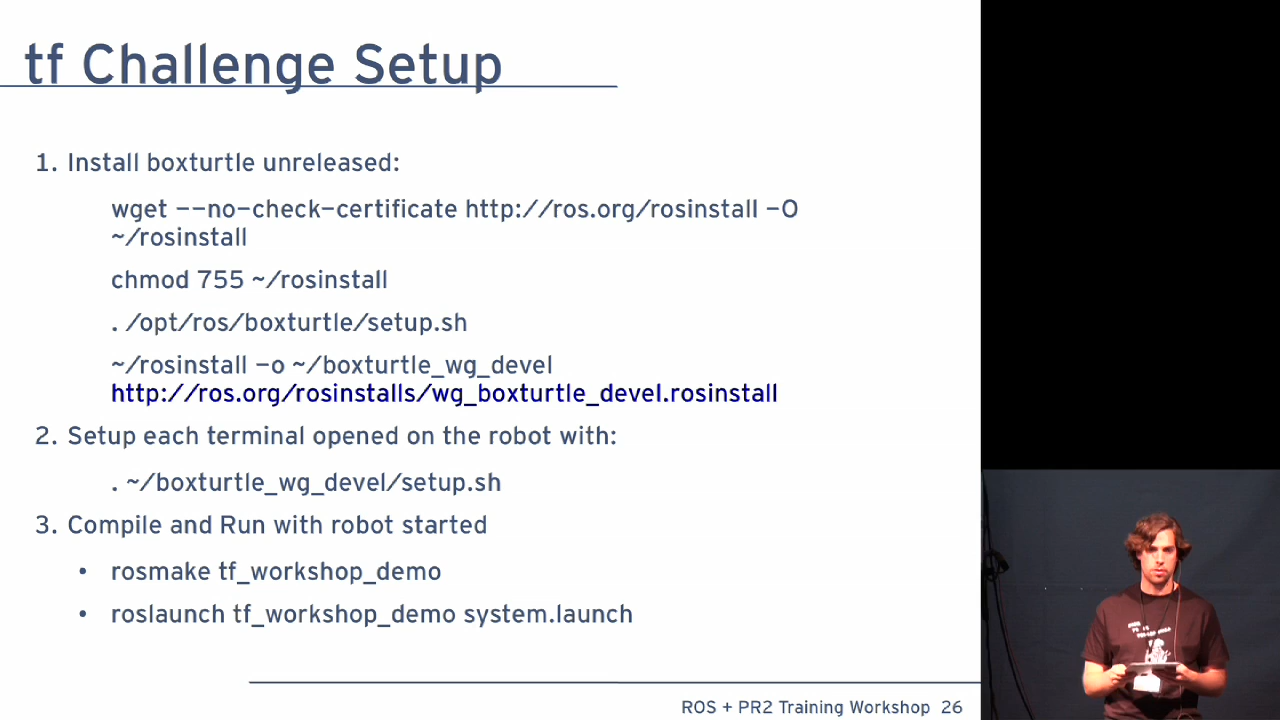 tf Challenge Setup
1. Install boxturtle unreleased:
wget --no-check-certificate http://ros.org/rosinstall -O
~/rosinstall
chmod 755 ~/rosinstall
. /opt/ros/boxturtle/setup.sh
~/rosinstall -o ~/boxturtle_wg_devel
http://ros.org/rosinstalls/wg_boxturtle_devel.rosinstall
2. Setup each terminal opened on the robot with:
. ~/boxturtle_wg_devel/setup.sh
3. Compile and Run with robot started
• rosmake tf_workshop_demo
• roslaunch tf_workshop_demo system.launch
ROS + PR2 Training Workshop 26